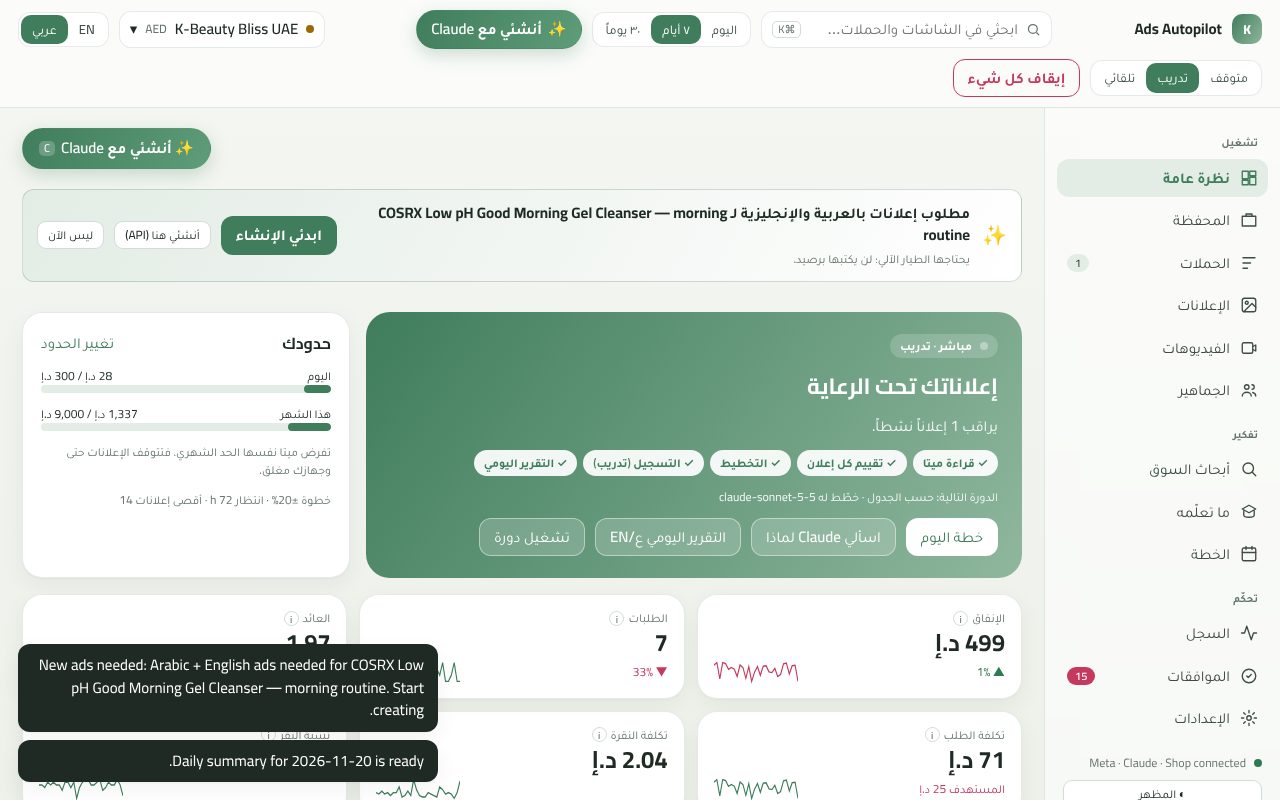 K
Ads Autopilot
ابحثي في الشاشات والحملات...
⌘K
اليوم
٧ أيام
٣٠ يوماً
✨ أنشئي مع Claude
K-Beauty Bliss UAE
AED
▼
EN
عربي
متوقف
تدريب
تلقائي
إيقاف كل شيء
تشغيل
نظرة عامة
المحفظة
الحملات
1
الإعلانات
الفيديوهات
الجماهير
تفكير
أبحاث السوق
ما تعلّمه
الخطة
تحكّم
السجل
الموافقات
15
الإعدادات
Meta · Claude · Shop connected
المظهر
✨ أنشئي مع Claude
C
✨
مطلوب إعلانات بالعربية والإنجليزية لـ COSRX Low pH Good Morning Gel Cleanser — morning
routine
يحتاجها الطيار الآلي: لن يكتبها برصيد.
ابدئي الإنشاء
أنشئي هنا (API)
ليس الآن
مباشر · تدريب
إعلاناتك تحت الرعاية
يراقب 1 إعلاناً نشطاً.
✓ قراءة ميتا
✓ تقييم كل إعلان
✓ التخطيط
✓ التسجيل (تدريب)
✓ التقرير اليومي
الدورة التالية: حسب الجدول · خطّط له claude-sonnet-5-5
خطة اليوم
اسألي Claude لماذا
التقرير اليومي ع/EN
تشغيل دورة
حدودك
تغيير الحدود
اليوم
28 د.إ / 300 د.إ
هذا الشهر
1,337 د.إ / 9,000 د.إ
تفرض ميتا نفسها الحد الشهري. فتتوقف الإعلانات حتى
وجهازك مغلق.
خطوة ±20% · انتظار 72 h · أقصى إعلانات 14
الإنفاق i
499 د.إ
▲ 1%
الطلبات i
7
▼ 33%
العائد i
1.97
تكلفة الطلب i
71 د.إ
المستهدف 25 د.إ
تكلفة النقرة i
2.04 د.إ
نسبة النقر i
New ads needed: Arabic + English ads needed for COSRX Low
pH Good Morning Gel Cleanser — morning routine. Start
creating.
Daily summary for 2026-11-20 is ready.